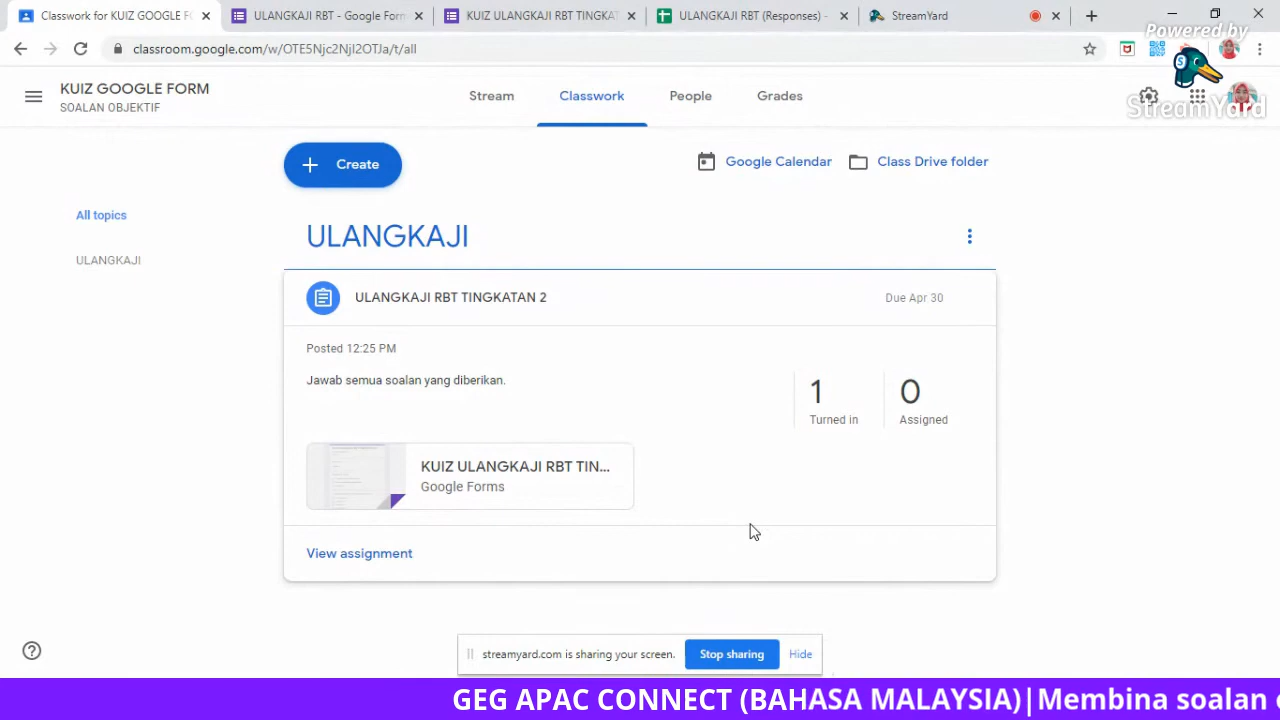 Classwork for KUIZ GOOGLE F
ULANGKAJI RBT - Google Form
KUIZ ULANGKAJI RBT TINGKAT
ULANGKAJI RBT (Responses) -
StreamYard
classroom.google.com/w/OTE5Njc2NjI2OTJa/t/all
Powered by
StreamYard
KUIZ GOOGLE FORM
SOALAN OBJEKTIF
Stream
Classwork
People
Grades
Create
Google Calendar
Class Drive folder
All topics
ULANGKAJI
ULANGKAJI
ULANGKAJI RBT TINGKATAN 2
Due Apr 30
Posted 12:25 PM
Jawab semua soalan yang diberikan.
1
Turned in
0
Assigned
KUIZ ULANGKAJI RBT TIN...
Google Forms
View assignment
streamyard.com is sharing your screen.
Stop sharing
Hide
GEG APAC CONNECT (BAHASA MALAYSIA)|Membina soalan